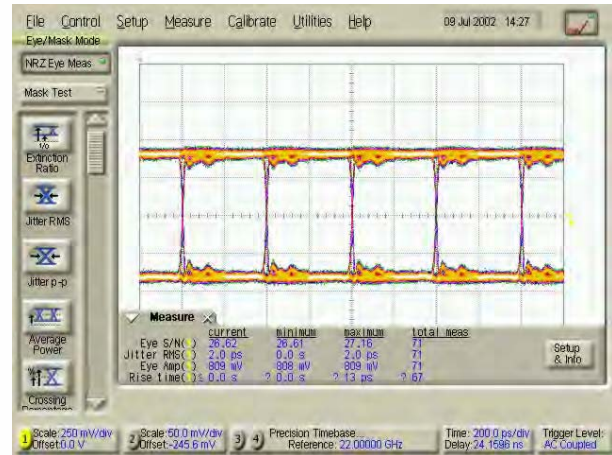 File Control Setup Measure Calibrate Utilities Help 09 Jul 2002 14:27
Eye/Mask Mode
NRZ Eye Meas
Mask Test
Extinction
Ratio
Jitter RMS
Jitter p-p
Average
Power
Crossing
Measure
current minimum maximum total meas
Eye S/N( ) 26.62 26.61 27.16 71
Jitter RMS( ) 2.0 ps 0.0 s 2.0 ps 71
Eye Amp( ) 809 mV 808 mV 809 mV 71
Rise time( ) 0.0 s ? 0.0 s ? 13 ps ? 67
Setup
& Info
1 Scale: 250 mV/div
Offset: 0.0 V
2 Scale: 50.0 mV/div
Offset: -245.6 mV
3 4
Precision Timebase...
Reference: 22.00000 GHz
Time: 200.0 ps/div
Delay: 24.1596 ns
Trigger Level:
AC Coupled